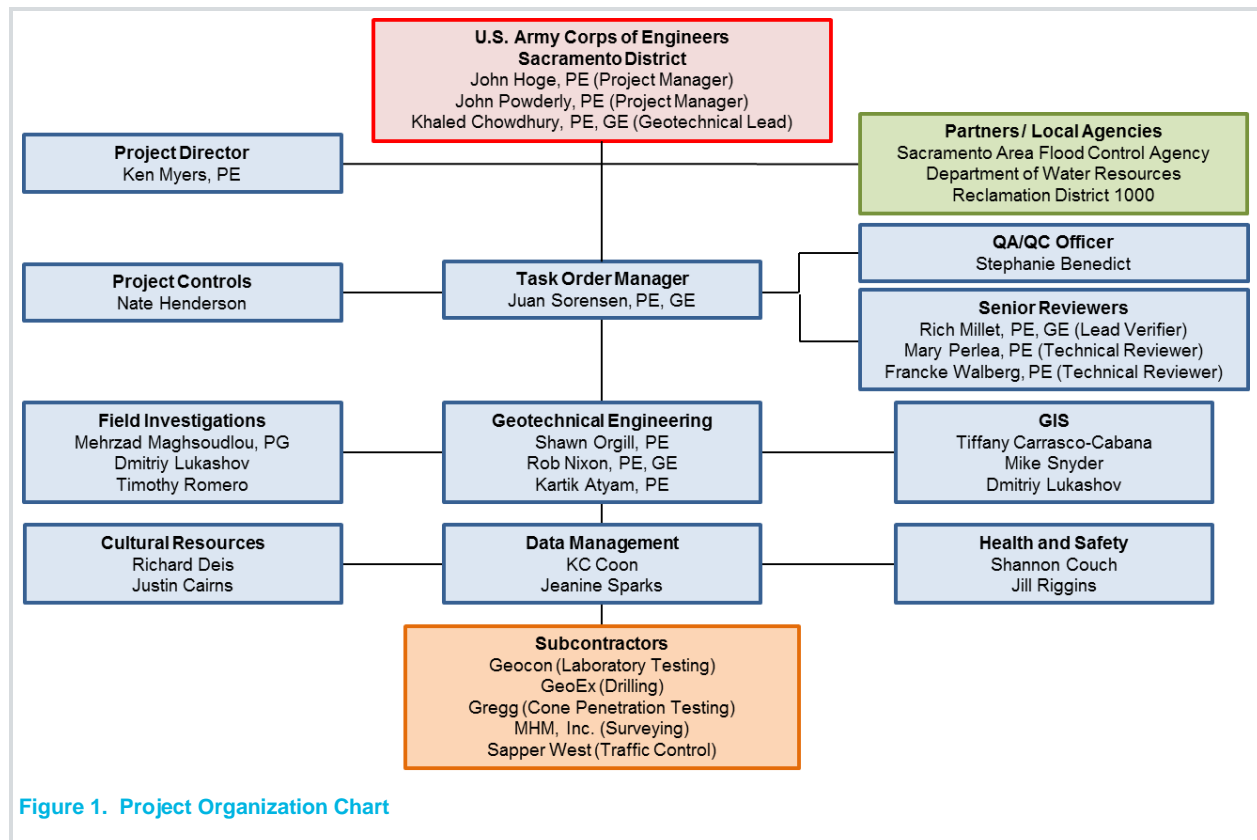 U.S. Army Corps of Engineers
Sacramento District
John Hoge, PE (Project Manager)
John Powderly, PE (Project Manager)
Khaled Chowdhury, PE, GE (Geotechnical Lead)
Project Director
Ken Myers, PE
Partners / Local Agencies
Sacramento Area Flood Control Agency
Department of Water Resources
Reclamation District 1000
Project Controls
Nate Henderson
Task Order Manager
Juan Sorensen, PE, GE
QA/QC Officer
Stephanie Benedict
Senior Reviewers
Rich Millet, PE, GE (Lead Verifier)
Mary Perlea, PE (Technical Reviewer)
Francke Walberg, PE (Technical Reviewer)
Field Investigations
Mehrzad Maghsoudlou, PG
Dmitriy Lukashov
Timothy Romero
Geotechnical Engineering
Shawn Orgill, PE
Rob Nixon, PE, GE
Kartik Atyam, PE
GIS
Tiffany Carrasco-Cabana
Mike Snyder
Dmitriy Lukashov
Cultural Resources
Richard Deis
Justin Cairns
Data Management
KC Coon
Jeanine Sparks
Health and Safety
Shannon Couch
Jill Riggins
Subcontractors
Geocon (Laboratory Testing)
GeoEx (Drilling)
Gregg (Cone Penetration Testing)
MHM, Inc. (Surveying)
Sapper West (Traffic Control)
Figure 1. Project Organization Chart